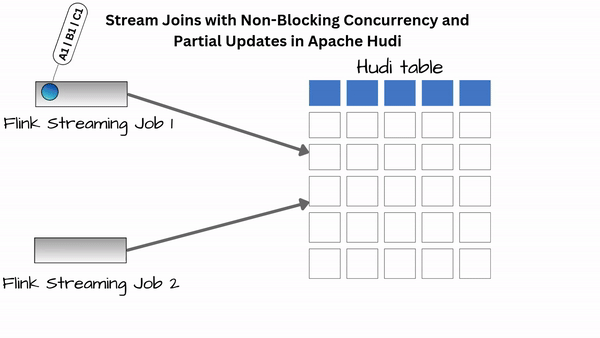 Stream Joins with Non-Blocking Concurrency and
Partial Updates in Apache Hudi
A1 | B1 | C1
Hudi table
Flink Streaming Job 1
Flink Streaming Job 2